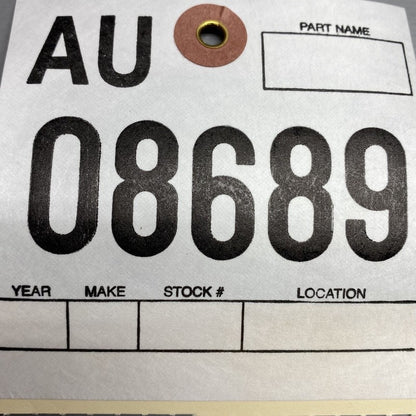 AU
PART NAME
08689
YEAR MAKE STOCK # LOCATION